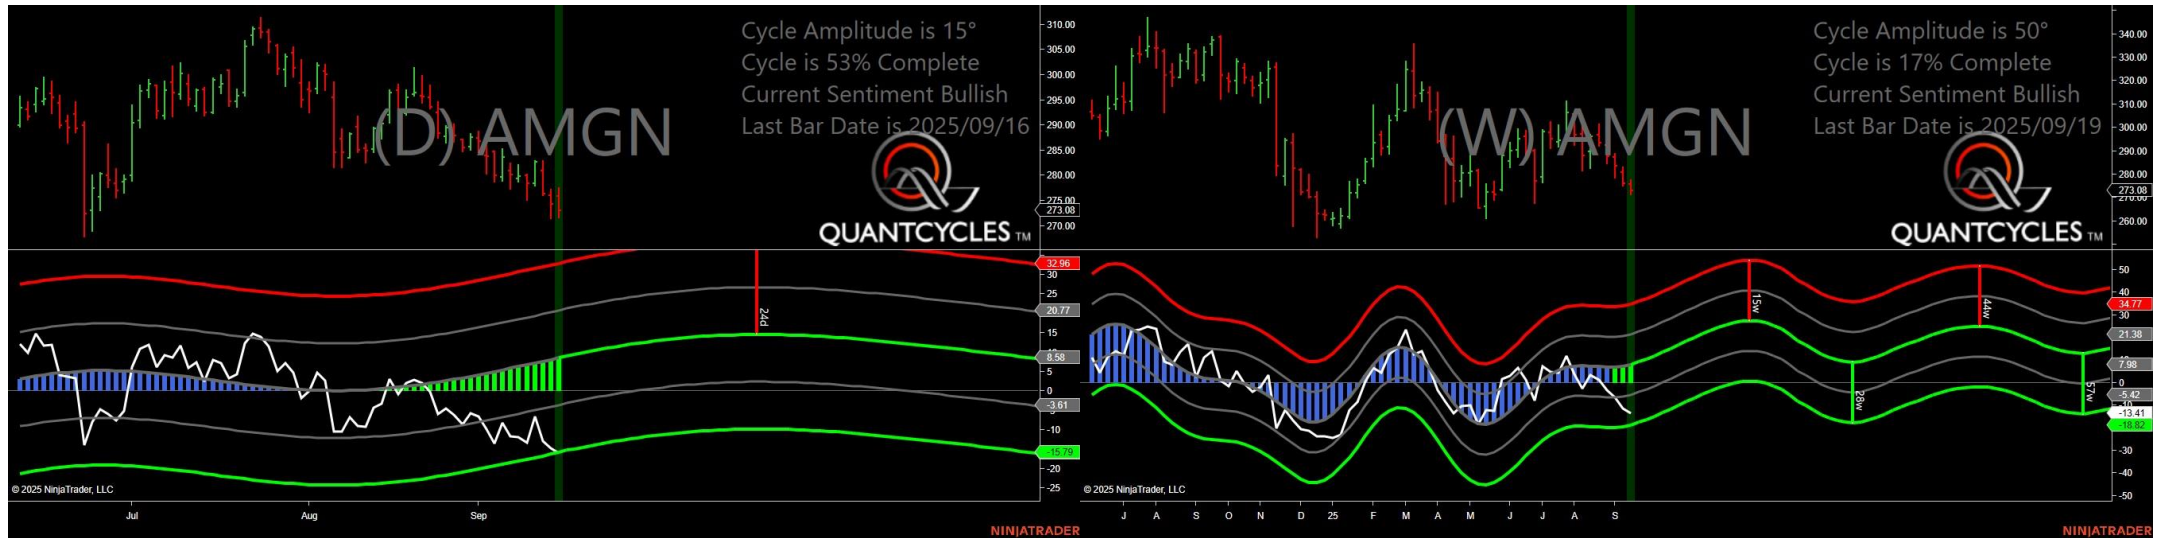 Cycle Amplitude is 15°
Cycle is 53% Complete
Current Sentiment Bullish
Last Bar Date is 2025/09/16
(D) AMGN
QUANTCYCLES TM
310.00
305.00
300.00
295.00
290.00
285.00
280.00
275.00
273.08
270.00
32.96
30
25
20.77
15
8.58
5
0
-3.61
-10
-15.79
-20
-25
24d
© 2025 NinjaTrader, LLC
Jul
Aug
Sep
NINJATRADER
Cycle Amplitude is 50°
Cycle is 17% Complete
Current Sentiment Bullish
Last Bar Date is 2025/09/19
(W) AMGN
QUANTCYCLES TM
340.00
330.00
320.00
310.00
300.00
290.00
280.00
273.08
270.00
260.00
50
40
34.77
30
21.38
7.98
0
-5.42
-10
-13.41
-18.82
-30
-40
-50
15w
28w
44w
57w
© 2025 NinjaTrader, LLC
J A S O N D 25 F M A M J J A S
NINJATRADER